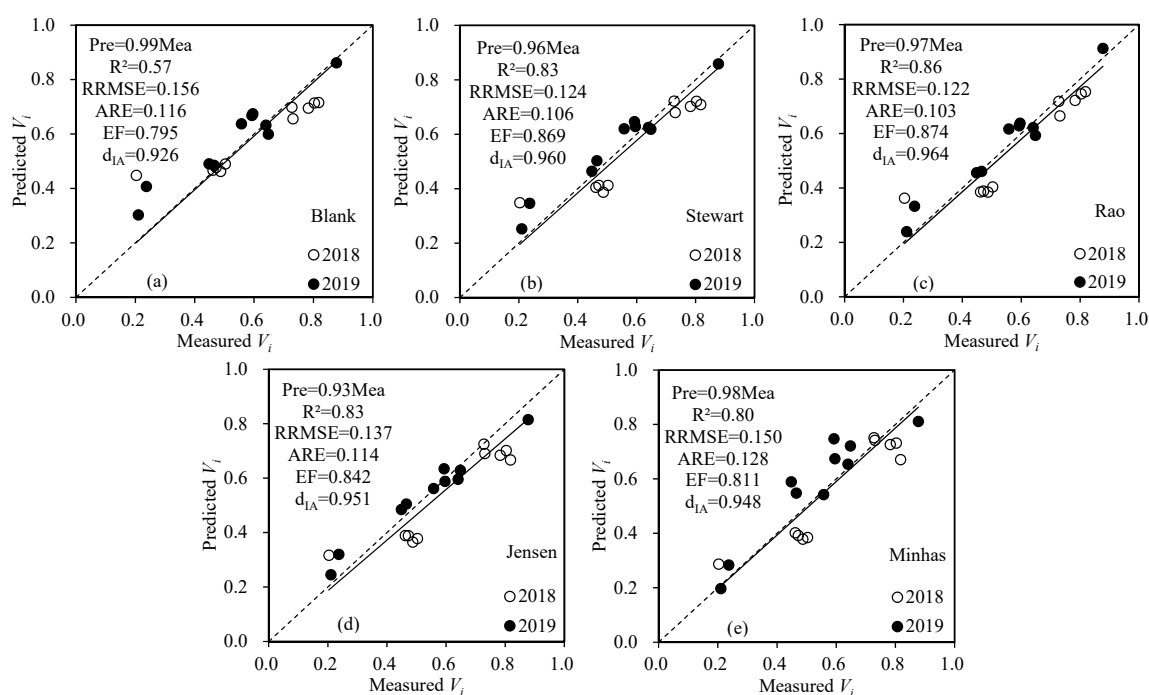 1.0
0.8
0.6
0.4
0.2
0.0
Predicted Vi
Pre=0.99Mea
R²=0.57
RRMSE=0.156
ARE=0.116
EF=0.795
dIA=0.926
Blank
2018
2019
(a)
0.0 0.2 0.4 0.6 0.8 1.0
Measured Vi
1.0
0.8
0.6
0.4
0.2
0.0
Predicted Vi
Pre=0.96Mea
R²=0.83
RRMSE=0.124
ARE=0.106
EF=0.869
dIA=0.960
Stewart
2018
2019
(b)
0.0 0.2 0.4 0.6 0.8 1.0
Measured Vi
1.0
0.8
0.6
0.4
0.2
0.0
Predicted Vi
Pre=0.97Mea
R²=0.86
RRMSE=0.122
ARE=0.103
EF=0.874
dIA=0.964
Rao
2018
2019
(c)
0.0 0.2 0.4 0.6 0.8 1.0
Measured Vi
1.0
0.8
0.6
0.4
0.2
0.0
Predicted Vi
Pre=0.93Mea
R²=0.83
RRMSE=0.137
ARE=0.114
EF=0.842
dIA=0.951
Jensen
2018
2019
(d)
0.0 0.2 0.4 0.6 0.8 1.0
Measured Vi
1.0
0.8
0.6
0.4
0.2
0.0
Predicted Vi
Pre=0.98Mea
R²=0.80
RRMSE=0.150
ARE=0.128
EF=0.811
dIA=0.948
Minhas
2018
2019
(e)
0.0 0.2 0.4 0.6 0.8 1.0
Measured Vi